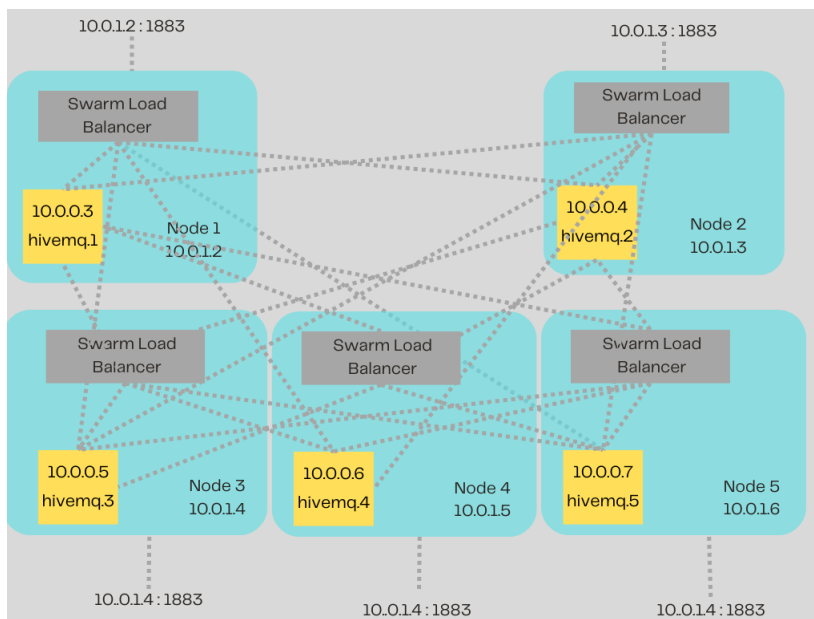 10.0.1.2 : 1883
10.0.1.3 : 1883
Swarm Load
Balancer
Swarm Load
Balancer
10.0.0.3
hivemq.1
Node 1
10.0.1.2
10.0.0.4
hivemq.2
Node 2
10.0.1.3
Swarm Load
Balancer
Swarm Load
Balancer
Swarm Load
Balancer
10.0.0.5
hivemq.3
Node 3
10.0.1.4
10.0.0.6
hivemq.4
Node 4
10.0.1.5
10.0.0.7
hivemq.5
Node 5
10.0.1.6
10.0.1.4 : 1883
10..0.1.4 : 1883
10..0.1.4 : 1883